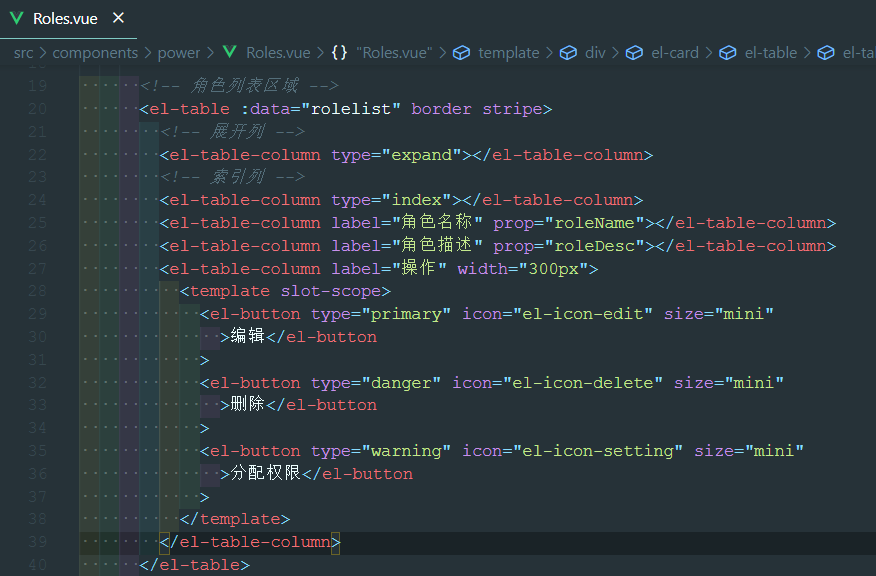 Roles.vue
src > components > power > Roles.vue > {} "Roles.vue" > template > div > el-card > el-table > el-ta
19 <!-- 角色列表区域 -->
20 <el-table :data="rolelist" border stripe>
21 <!-- 展开列 -->
22 <el-table-column type="expand"></el-table-column>
23 <!-- 索引列 -->
24 <el-table-column type="index"></el-table-column>
25 <el-table-column label="角色名称" prop="roleName"></el-table-column>
26 <el-table-column label="角色描述" prop="roleDesc"></el-table-column>
27 <el-table-column label="操作" width="300px">
28 <template slot-scope>
29 <el-button type="primary" icon="el-icon-edit" size="mini"
30 >编辑</el-button
31 >
32 <el-button type="danger" icon="el-icon-delete" size="mini"
33 >删除</el-button
34 >
35 <el-button type="warning" icon="el-icon-setting" size="mini"
36 >分配权限</el-button
37 >
38 </template>
39 </el-table-column>
40 </el-table>